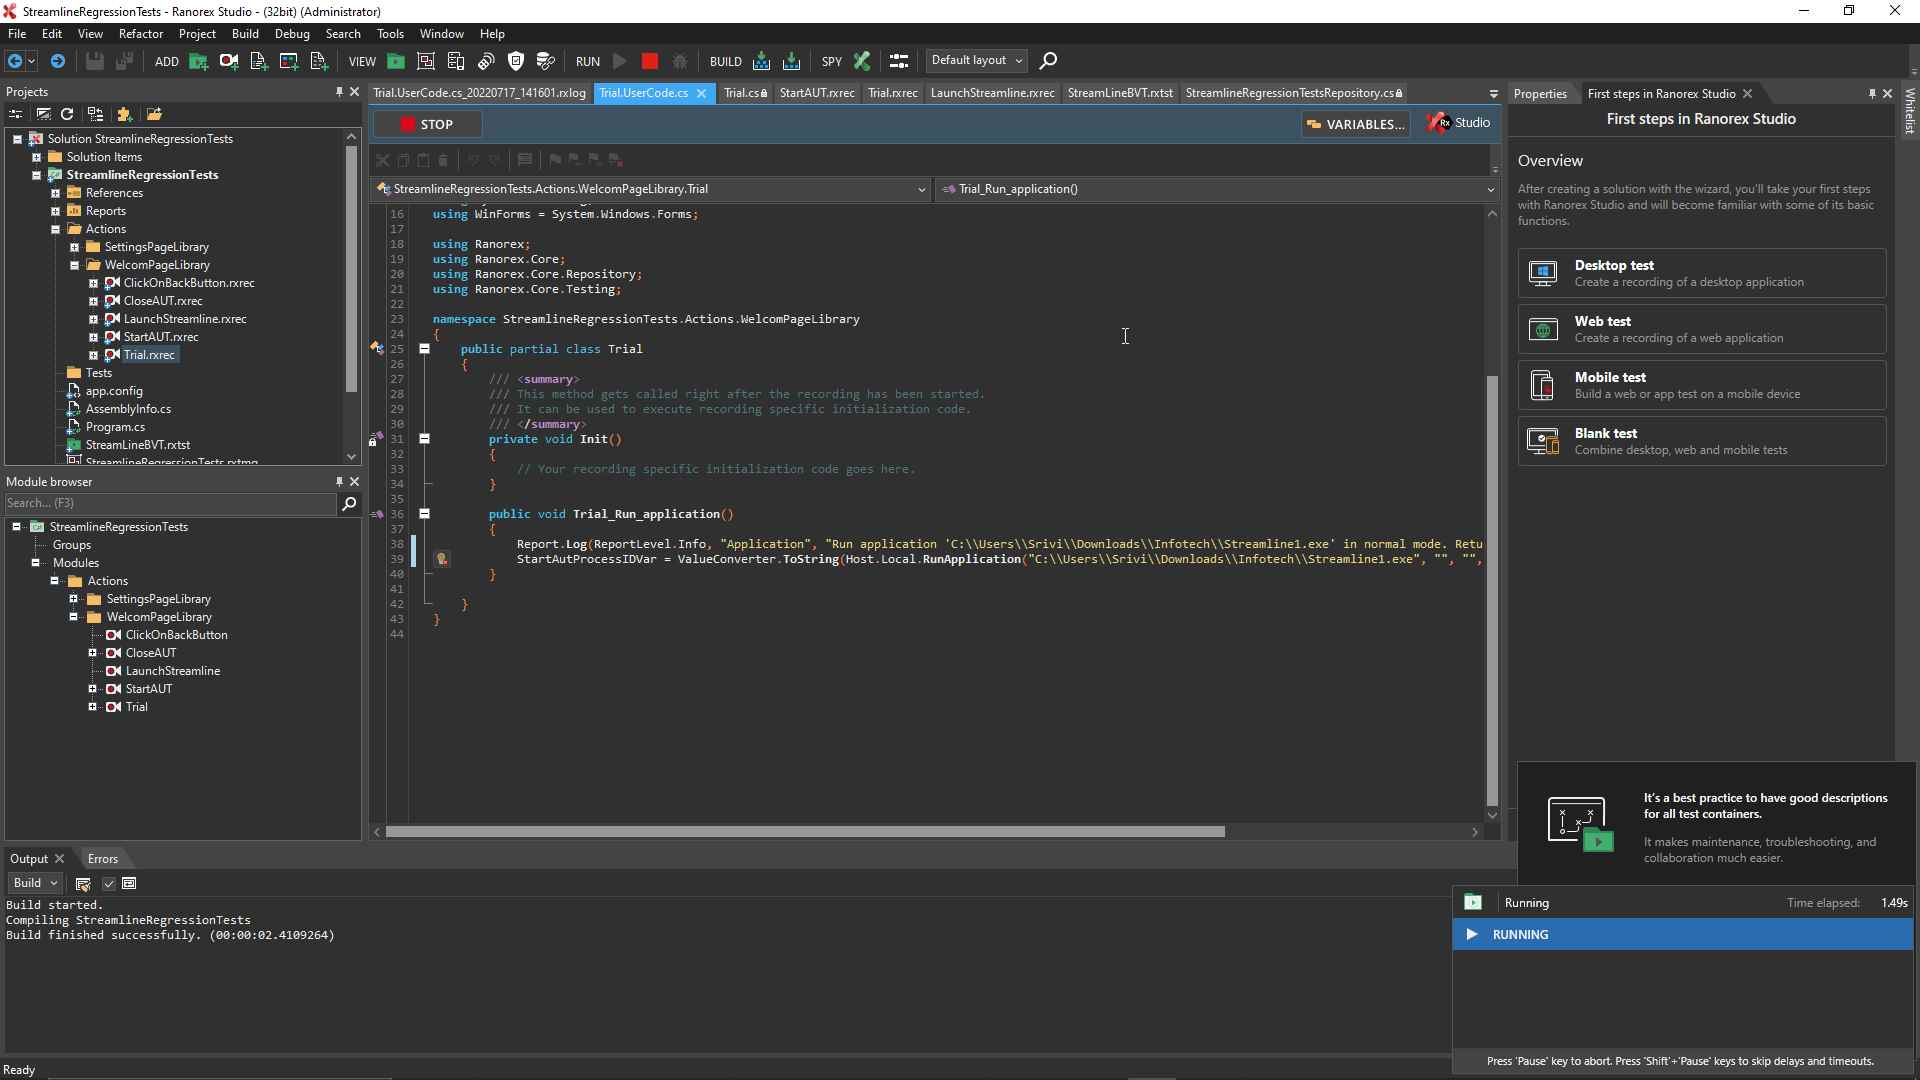 StreamlineRegressionTests - Ranorex Studio - (32bit) (Administrator)
File Edit View Refactor Project Build Debug Search Tools Window Help
ADD VIEW RUN BUILD SPY Default layout
Projects
Solution StreamlineRegressionTests
Solution Items
StreamlineRegressionTests
References
Reports
Actions
SettingsPageLibrary
WelcomPageLibrary
ClickOnBackButton.rxrec
CloseAUT.rxrec
LaunchStreamline.rxrec
StartAUT.rxrec
Trial.rxrec
Tests
app.config
AssemblyInfo.cs
Program.cs
StreamLineBVT.rxtst
StreamlineRegressionTests.rxtmg
Module browser
Search... (F3)
StreamlineRegressionTests
Groups
Modules
Actions
SettingsPageLibrary
WelcomPageLibrary
ClickOnBackButton
CloseAUT
LaunchStreamline
StartAUT
Trial
Trial.UserCode.cs_20220717_141601.rxlog Trial.UserCode.cs Trial.cs StartAUT.rxrec Trial.rxrec LaunchStreamline.rxrec StreamLineBVT.rxtst StreamlineRegressionTestsRepository.cs
STOP VARIABLES... Rx Studio
StreamlineRegressionTests.Actions.WelcomPageLibrary.Trial Trial_Run_application()
16 using WinForms = System.Windows.Forms;
17
18 using Ranorex;
19 using Ranorex.Core;
20 using Ranorex.Core.Repository;
21 using Ranorex.Core.Testing;
22
23 namespace StreamlineRegressionTests.Actions.WelcomPageLibrary
24 {
25 public partial class Trial
26 {
27 /// <summary>
28 /// This method gets called right after the recording has been started.
29 /// It can be used to execute recording specific initialization code.
30 /// </summary>
31 private void Init()
32 {
33 // Your recording specific initialization code goes here.
34 }
35
36 public void Trial_Run_application()
37 {
38 Report.Log(ReportLevel.Info, "Application", "Run application 'C:\\Users\\Srivi\\Downloads\\Infotech\\Streamline1.exe' in normal mode. Retu
39 StartAutProcessIDVar = ValueConverter.ToString(Host.Local.RunApplication("C:\\Users\\Srivi\\Downloads\\Infotech\\Streamline1.exe", "", "",
40 }
41
42 }
43 }
44
Properties First steps in Ranorex Studio
First steps in Ranorex Studio
Overview
After creating a solution with the wizard, you'll take your first steps
with Ranorex Studio and will become familiar with some of its basic
functions.
Desktop test
Create a recording of a desktop application
Web test
Create a recording of a web application
Mobile test
Build a web or app test on a mobile device
Blank test
Combine desktop, web and mobile tests
Whitelist
It's a best practice to have good descriptions
for all test containers.
It makes maintenance, troubleshooting, and
collaboration much easier.
Running Time elapsed: 1.49s
RUNNING
Press 'Pause' key to abort. Press 'Shift'+'Pause' keys to skip delays and timeouts.
Output Errors
Build
Build started.
Compiling StreamlineRegressionTests
Build finished successfully. (00:00:02.4109264)
Ready